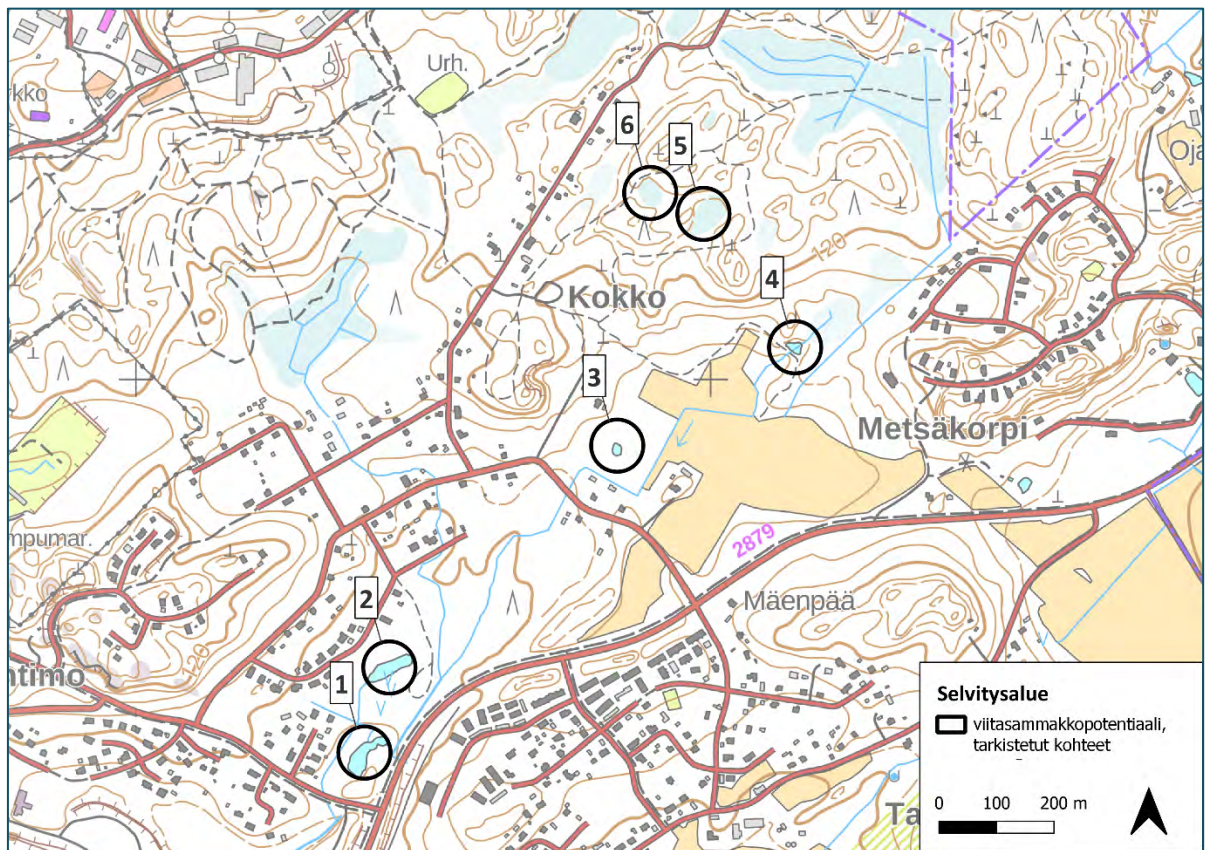 Urh.
rkko
6
5
Oja
120
4
Kokko
3
Metsäkorpi
mpumar.
2879
2
Mäenpää
120
ntimo
1
Selvitysalue
viitasammakkopotentiaali,
tarkistetut kohteet
0 100 200 m
Ta